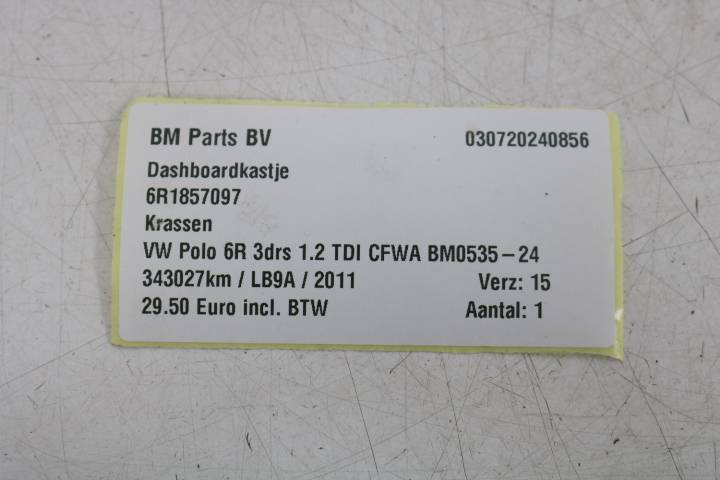 BM Parts BV 030720240856
Dashboardkastje
6R1857097
Krassen
VW Polo 6R 3drs 1.2 TDI CFWA BM0535-24
343027km / LB9A / 2011 Verz: 15
29.50 Euro incl. BTW Aantal: 1